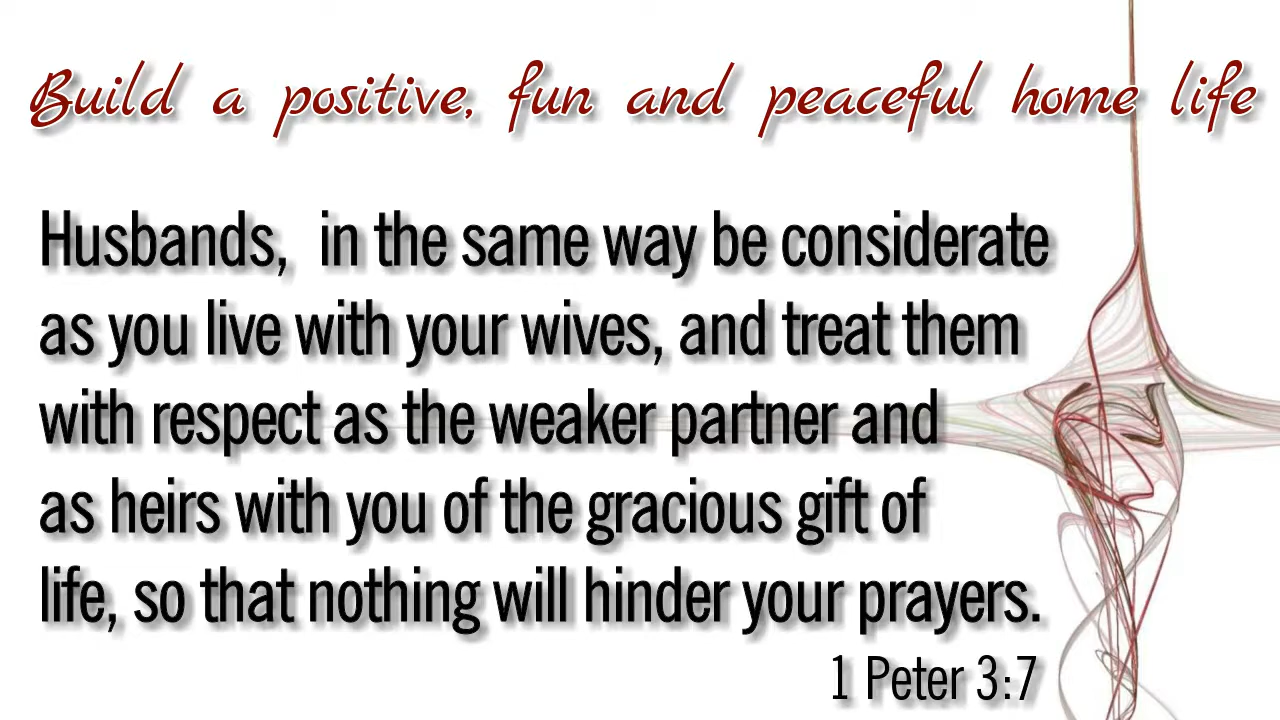 Build a positive, fun and peaceful home life
Husbands, in the same way be considerate
as you live with your wives, and treat them
with respect as the weaker partner and
as heirs with you of the gracious gift of
life, so that nothing will hinder your prayers.
1 Peter 3:7